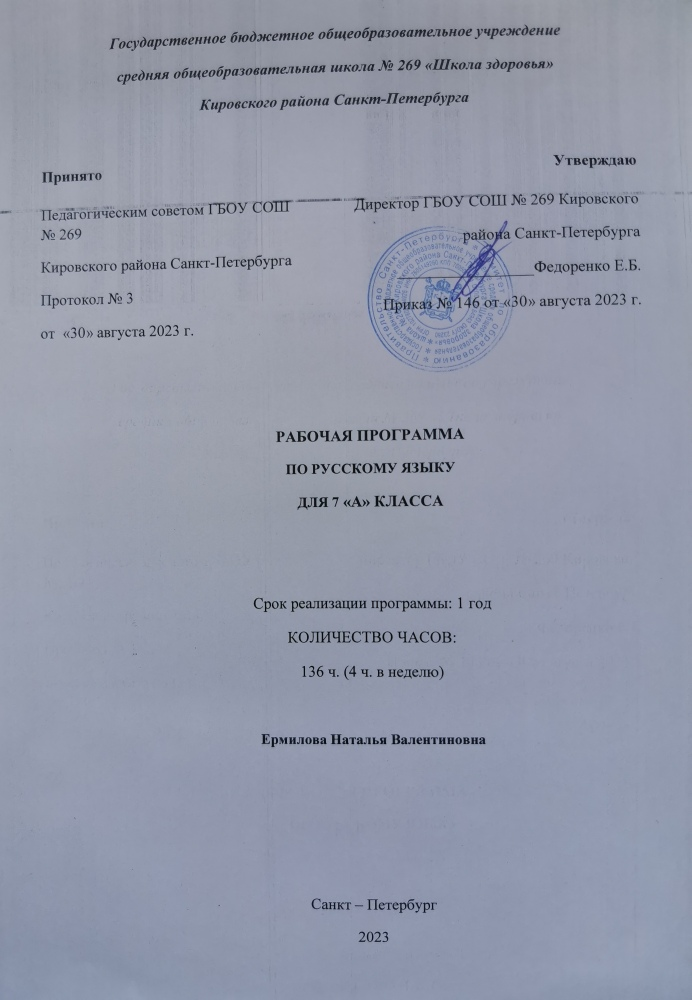 Государственное бюджетное общеобразовательное учреждение
средняя общеобразовательная школа № 269 «Школа здоровья»
Кировского района Санкт-Петербурга
Принято
Педагогическим советом ГБОУ СОШ
№ 269
Кировского района Санкт-Петербурга
Протокол № 3
от «30» августа 2023 г.
Утверждаю
Директор ГБОУ СОШ № 269 Кировского
района Санкт-Петербурга
Федоренко Е.Б.
Приказ № 146 от «30» августа 2023 г.
РАБОЧАЯ ПРОГРАММА
ПО РУССКОМУ ЯЗЫКУ
ДЛЯ 7 «А» КЛАССА
Срок реализации программы: 1 год
КОЛИЧЕСТВО ЧАСОВ:
136 ч. (4 ч. в неделю)
Ермилова Наталья Валентиновна
Санкт – Петербург
2023